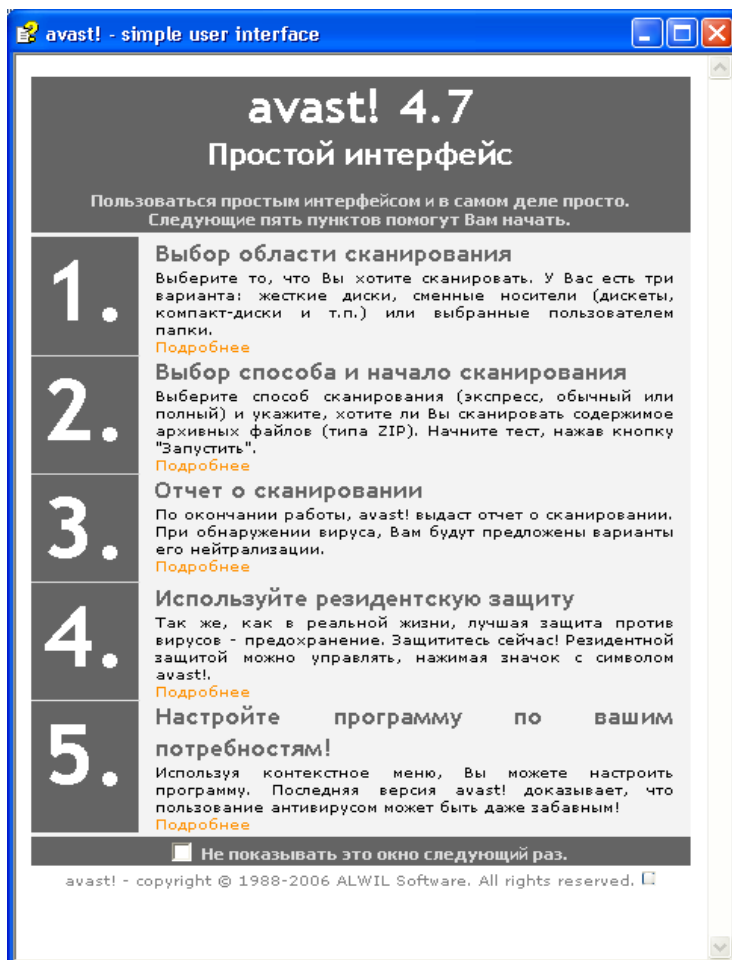 avast! - simple user interface
avast! 4.7
Простой интерфейс
Пользоваться простым интерфейсом и в самом деле просто.
Следующие пять пунктов помогут Вам начать.
1.
Выбор области сканирования
Выберите то, что Вы хотите сканировать. У Вас есть три
варианта: жесткие диски, сменные носители (дискеты,
компакт-диски и т.п.) или выбранные пользователем
папки.
Подробнее
2.
Выбор способа и начало сканирования
Выберите способ сканирования (экспресс, обычный или
полный) и укажите, хотите ли Вы сканировать содержимое
архивных файлов (типа ZIP). Начните тест, нажав кнопку
"Запустить".
Подробнее
3.
Отчет о сканировании
По окончании работы, avast! выдаст отчет о сканировании.
При обнаружении вируса, Вам будут предложены варианты
его нейтрализации.
Подробнее
4.
Используйте резидентскую защиту
Так же, как в реальной жизни, лучшая защита против
вирусов - предохранение. Защититесь сейчас! Резидентной
защитой можно управлять, нажимая значок с символом
avast!.
Подробнее
5.
Настройте программу по вашим
потребностям!
Используя контекстное меню, Вы можете настроить
программу. Последняя версия avast! доказывает, что
пользование антивирусом может быть даже забавным!
Подробнее
Не показывать это окно следующий раз.
avast! - copyright © 1988-2006 ALWIL Software. All rights reserved.